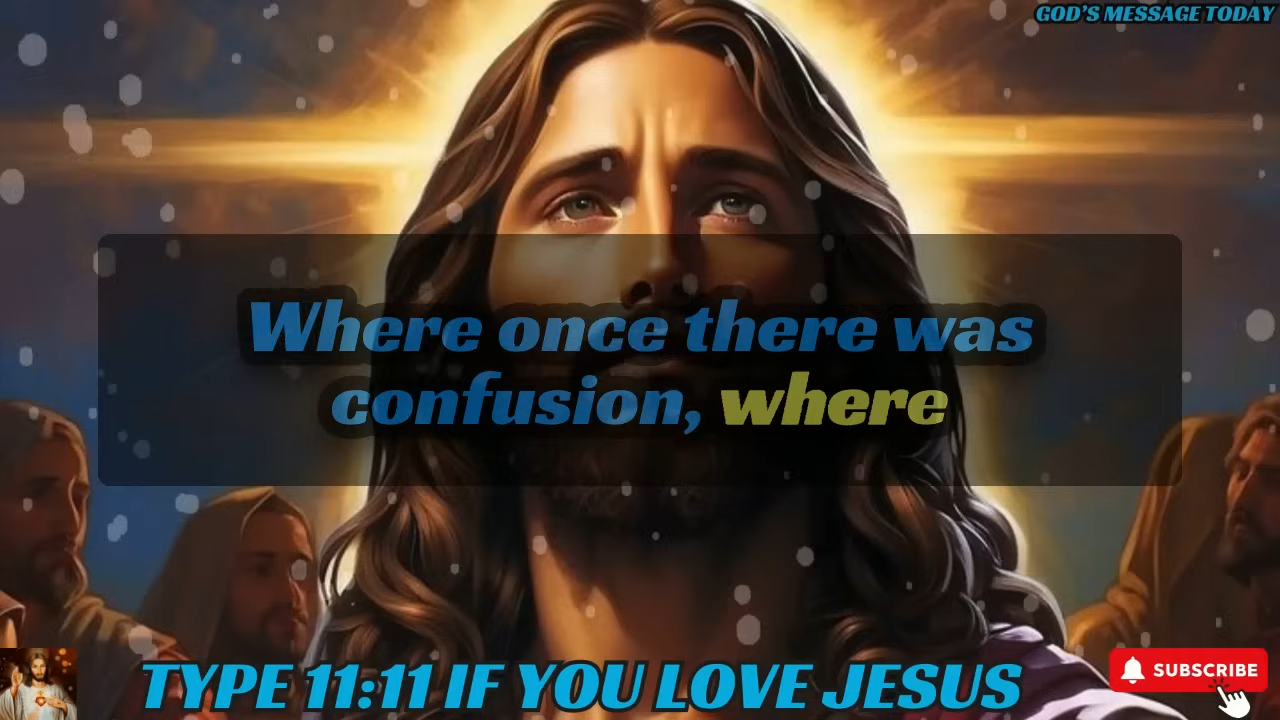 GOD'S MESSAGE TODAY
Where once there was
confusion, where
TYPE 11:11 IF YOU LOVE JESUS
SUBSCRIBE